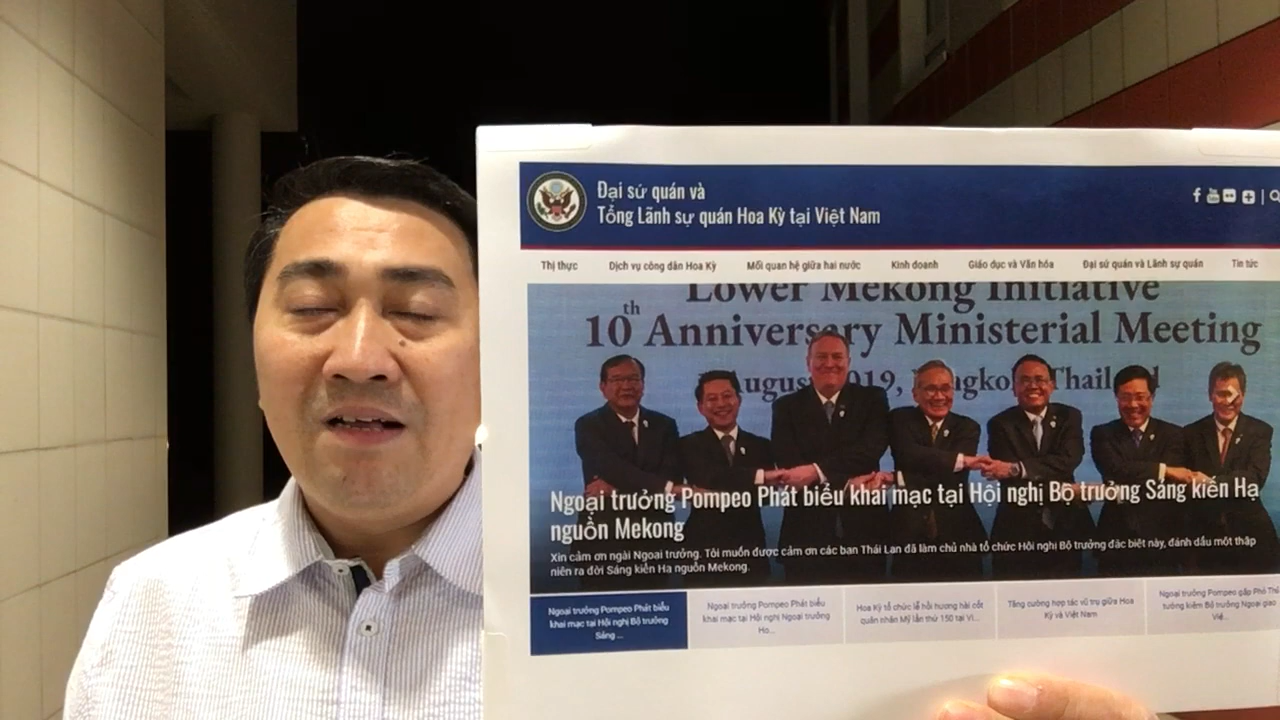 Đại sứ quán và
Tổng Lãnh sự quán Hoa Kỳ tại Việt Nam
Thị thực Dịch vụ công dân Hoa Kỳ Mối quan hệ giữa hai nước Kinh doanh Giáo dục và Văn hóa Đại sứ quán và Lãnh sự quán Tin tức
Lower Mekong Initiative
10th Anniversary Ministerial Meeting
2019, Thailand
Ngoại trưởng Pompeo Phát biểu khai mạc tại Hội nghị Bộ trưởng Sáng kiến Hạ
nguồn Mekong
Xin cảm ơn ngài Ngoại trưởng. Tôi muốn được cảm ơn các bạn Thái Lan đã làm chủ nhà tổ chức Hội nghị Bộ trưởng đặc biệt này, đánh dấu một thập
niên ra đời Sáng kiến Hạ nguồn Mekong.
Ngoại trưởng Pompeo Phát biểu
khai mạc tại Hội nghị Bộ trưởng
Sáng ...
Ngoại trưởng Pompeo Phát biểu
khai mạc tại Hội nghị Ngoại trưởng
Ho...
Hoa Kỳ tổ chức lễ hồi hương hài cốt
quân nhân Mỹ lần thứ 150 tại Vi...
Tăng cường hợp tác vũ trụ giữa Hoa
Kỳ và Việt Nam
Ngoại trưởng Pompeo gặp Phó Th
tướng kiêm Bộ trưởng Ngoại giao
Việ...